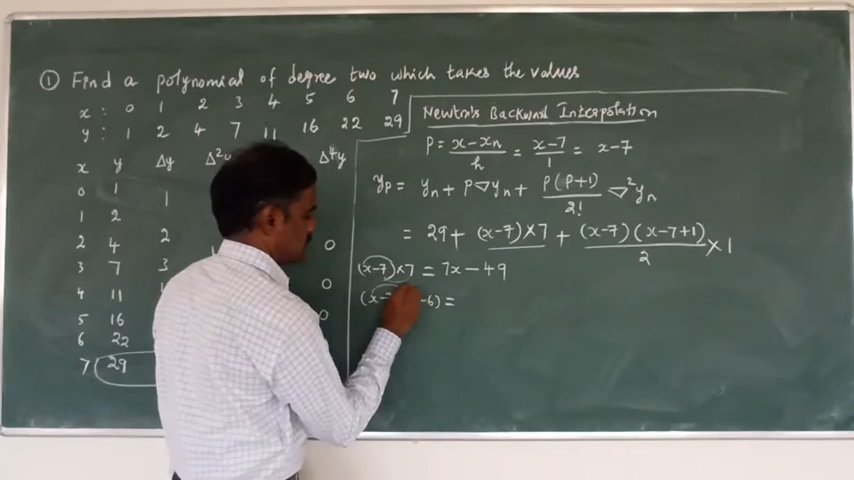 ① Find a polynomial of degree two which takes the values
x : 0 1 2 3 4 5 6 7
y : 1 2 4 7 11 16 22 29
x y Δy Δ² Δ⁴y
0 1
1
1 2
2 4 2 0
3 7 3
4 11 0
5 16 0
6 22
7 29
Newton's Backward Interpolation
P = (x-xn)/h = (x-7)/1 = x-7
yp = yn + P∇yn + P(P+1)/2! ∇²yn
= 29 + (x-7)×7 + (x-7)(x-7+1)/2 × 1
(x-7)×7 = 7x-49
(x- -6) =